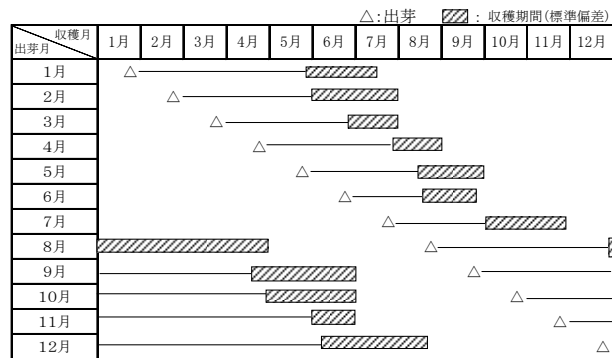 △:出芽 : 収穫期間(標準偏差)
収穫月 1月 2月 3月 4月 5月 6月 7月 8月 9月 10月 11月 12月
出芽月
1月
2月
3月
4月
5月
6月
7月
8月
9月
10月
11月
12月